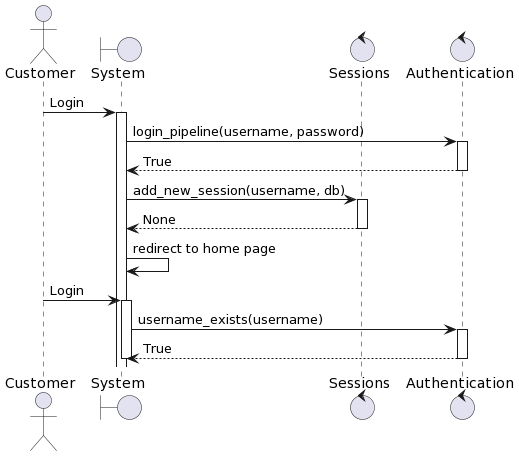 Customer System Sessions Authentication
Login
login_pipeline(username, password)
True
add_new_session(username, db)
None
redirect to home page
Login
username_exists(username)
True
Customer System Sessions Authentication